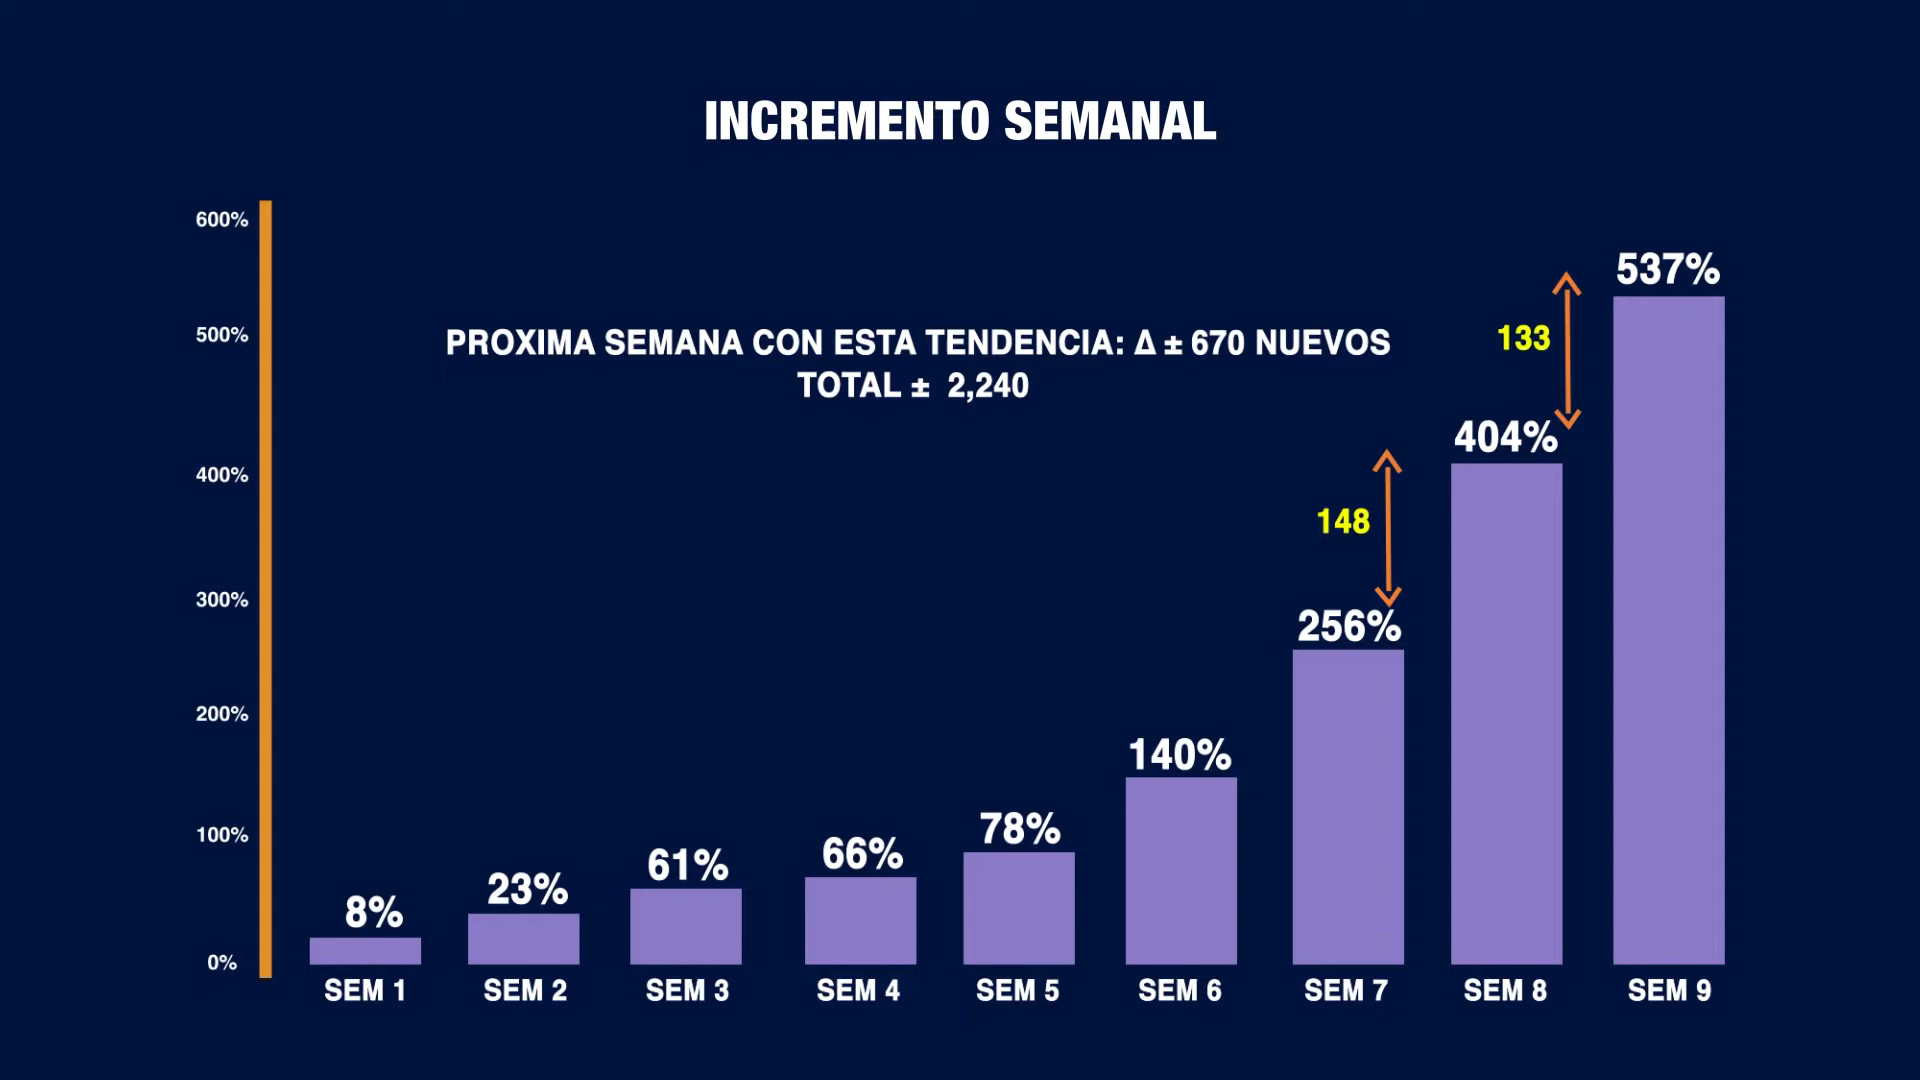 INCREMENTO SEMANAL
600%
500%
400%
300%
200%
100%
0%
PROXIMA SEMANA CON ESTA TENDENCIA: Δ ± 670 NUEVOS
TOTAL ± 2,240
8%
23%
61%
66%
78%
140%
256%
148
404%
133
537%
SEM 1
SEM 2
SEM 3
SEM 4
SEM 5
SEM 6
SEM 7
SEM 8
SEM 9